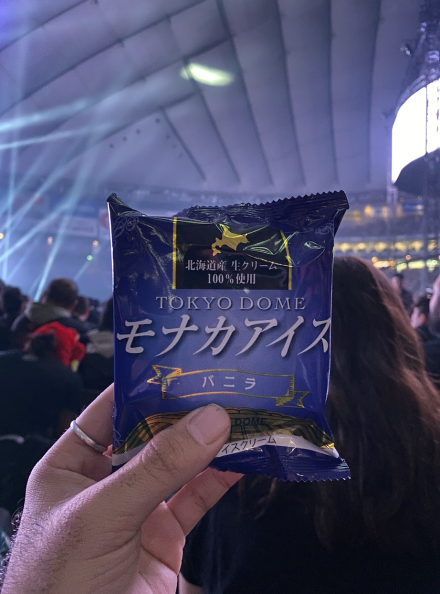 北海道産 生クリーム
100%使用
TOKYO DOME
モナカアイス
バニラ
DOME
イスクリーム